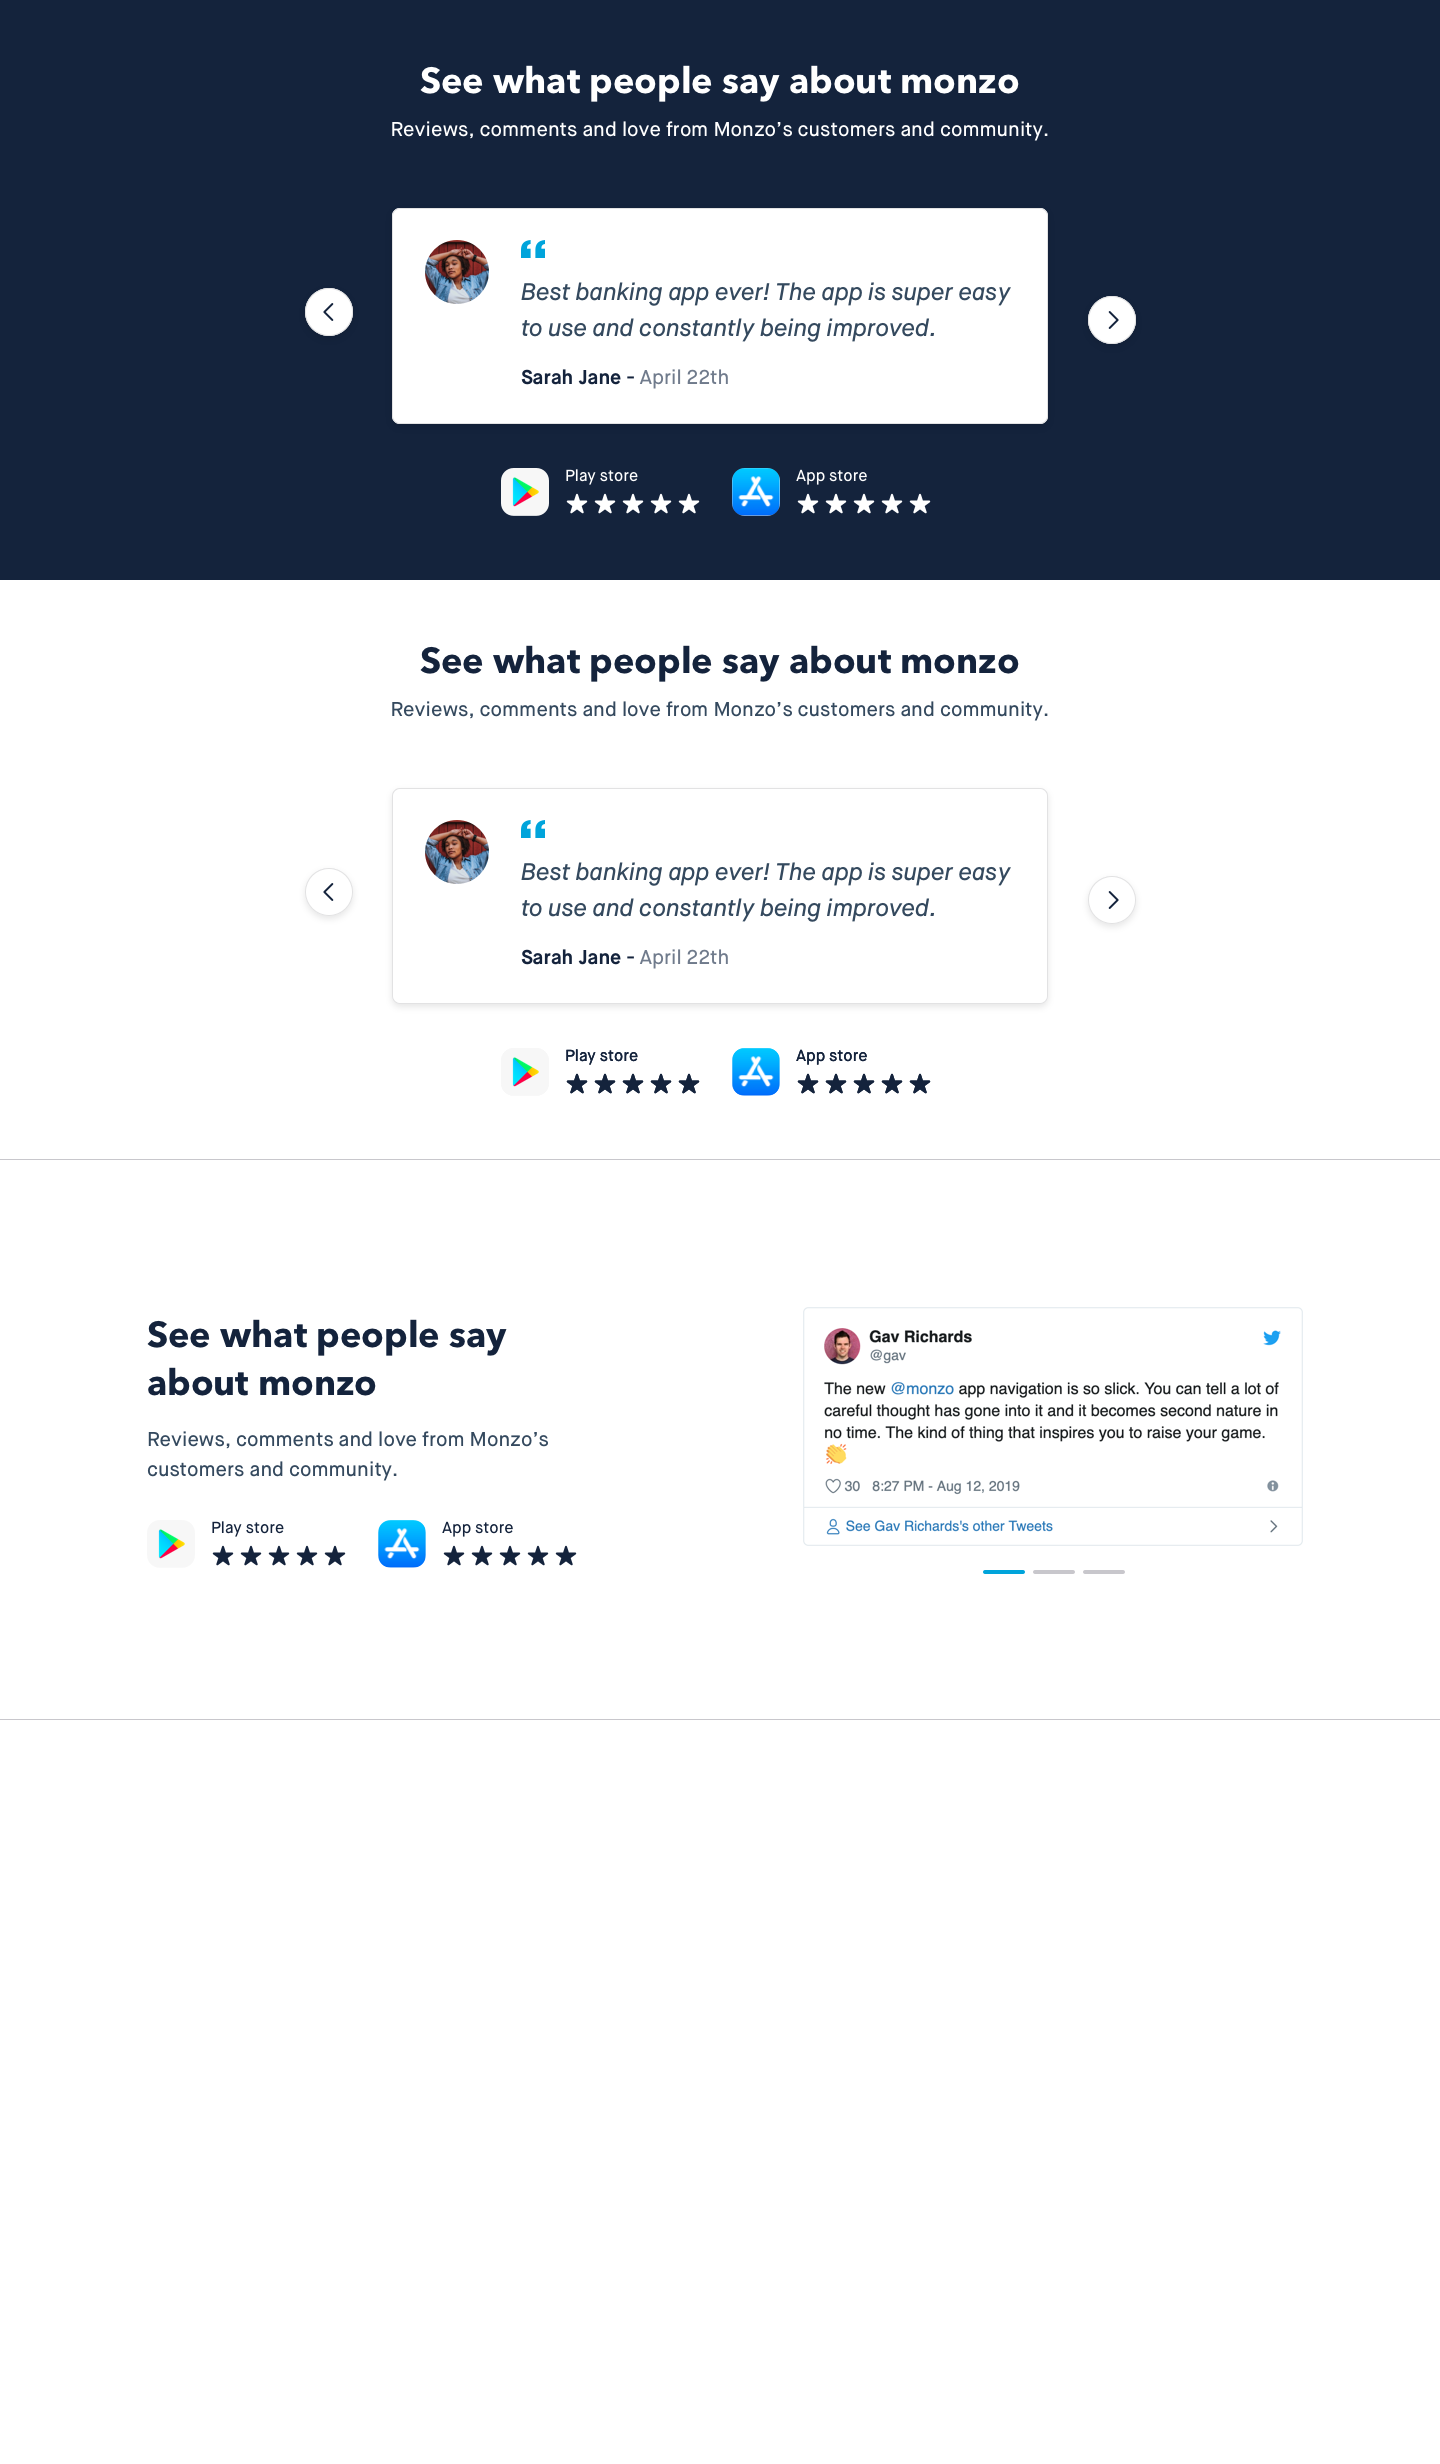 See what people say about monzo
Reviews, comments and love from Monzo’s customers and community.
“
Best banking app ever! The app is super easy
to use and constantly being improved.
Sarah Jane - April 22th
Play store
App store
See what people say about monzo
Reviews, comments and love from Monzo’s customers and community.
“
Best banking app ever! The app is super easy
to use and constantly being improved.
Sarah Jane - April 22th
Play store
App store
See what people say
about monzo
Reviews, comments and love from Monzo’s
customers and community.
Play store
App store
Gav Richards
@gav
The new @monzo app navigation is so slick. You can tell a lot of
careful thought has gone into it and it becomes second nature in
no time. The kind of thing that inspires you to raise your game.
👏
30 8:27 PM - Aug 12, 2019
See Gav Richards's other Tweets